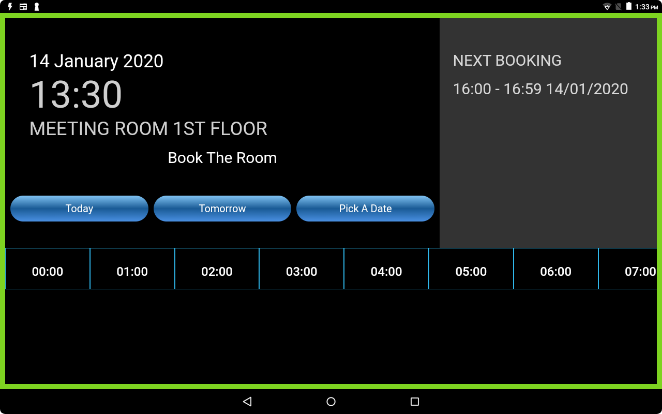 1:33 PM
14 January 2020
13:30
MEETING ROOM 1ST FLOOR
Book The Room
Today Tomorrow Pick A Date
NEXT BOOKING
16:00 - 16:59 14/01/2020
00:00 01:00 02:00 03:00 04:00 05:00 06:00 07:00